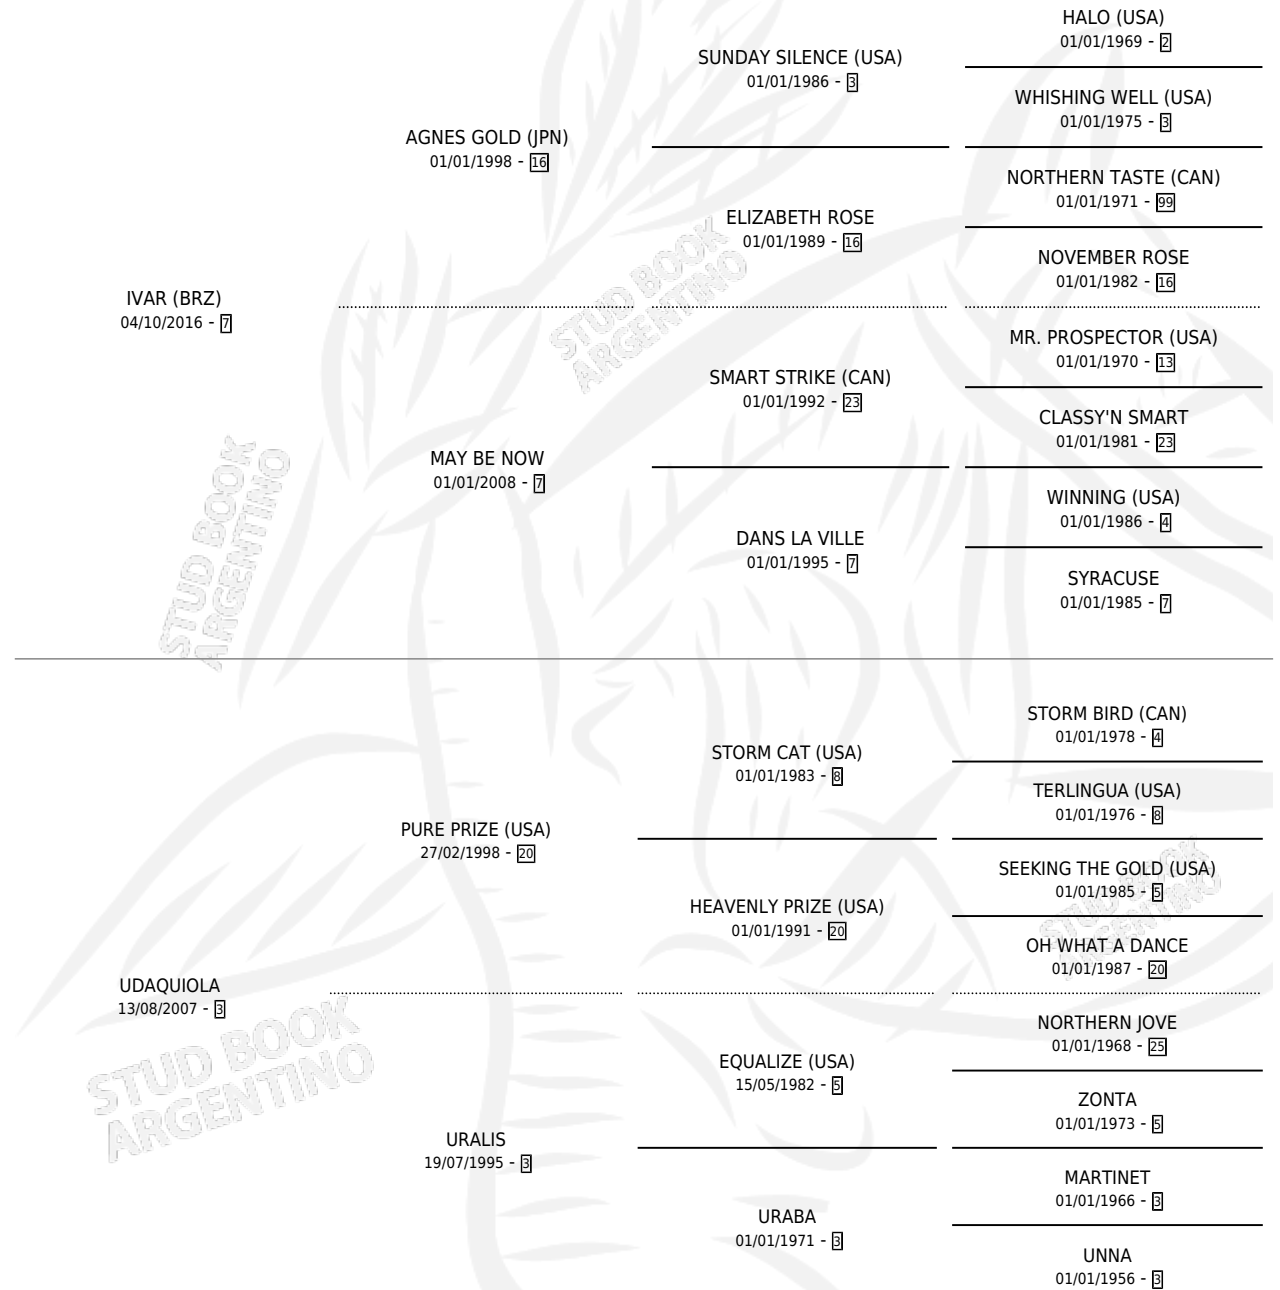 HALO (USA)
01/01/1969 - 2
SUNDAY SILENCE (USA)
01/01/1986 - 3
WHISHING WELL (USA)
01/01/1975 - 3
AGNES GOLD (JPN)
01/01/1998 - 16
NORTHERN TASTE (CAN)
01/01/1971 - 99
ELIZABETH ROSE
01/01/1989 - 16
NOVEMBER ROSE
01/01/1982 - 16
IVAR (BRZ)
04/10/2016 - 7
STUD BOOK
ARGENTINO
MR. PROSPECTOR (USA)
01/01/1970 - 13
SMART STRIKE (CAN)
01/01/1992 - 23
CLASSY'N SMART
01/01/1981 - 23
MAY BE NOW
01/01/2008 - 7
WINNING (USA)
01/01/1986 - 4
DANS LA VILLE
01/01/1995 - 7
SYRACUSE
01/01/1985 - 7
STUD BOOK
ARGENTINO
STORM BIRD (CAN)
01/01/1978 - 4
STORM CAT (USA)
01/01/1983 - 8
TERLINGUA (USA)
01/01/1976 - 8
PURE PRIZE (USA)
27/02/1998 - 20
SEEKING THE GOLD (USA)
01/01/1985 - 5
HEAVENLY PRIZE (USA)
01/01/1991 - 20
OH WHAT A DANCE
01/01/1987 - 20
STUD BOOK
ARGENTINO
UDAQUIOLA
13/08/2007 - 3
NORTHERN JOVE
01/01/1968 - 25
EQUALIZE (USA)
15/05/1982 - 5
ZONTA
01/01/1973 - 5
STUD BOOK
ARGENTINO
URALIS
19/07/1995 - 3
MARTINET
01/01/1966 - 3
URABA
01/01/1971 - 3
UNNA
01/01/1956 - 3